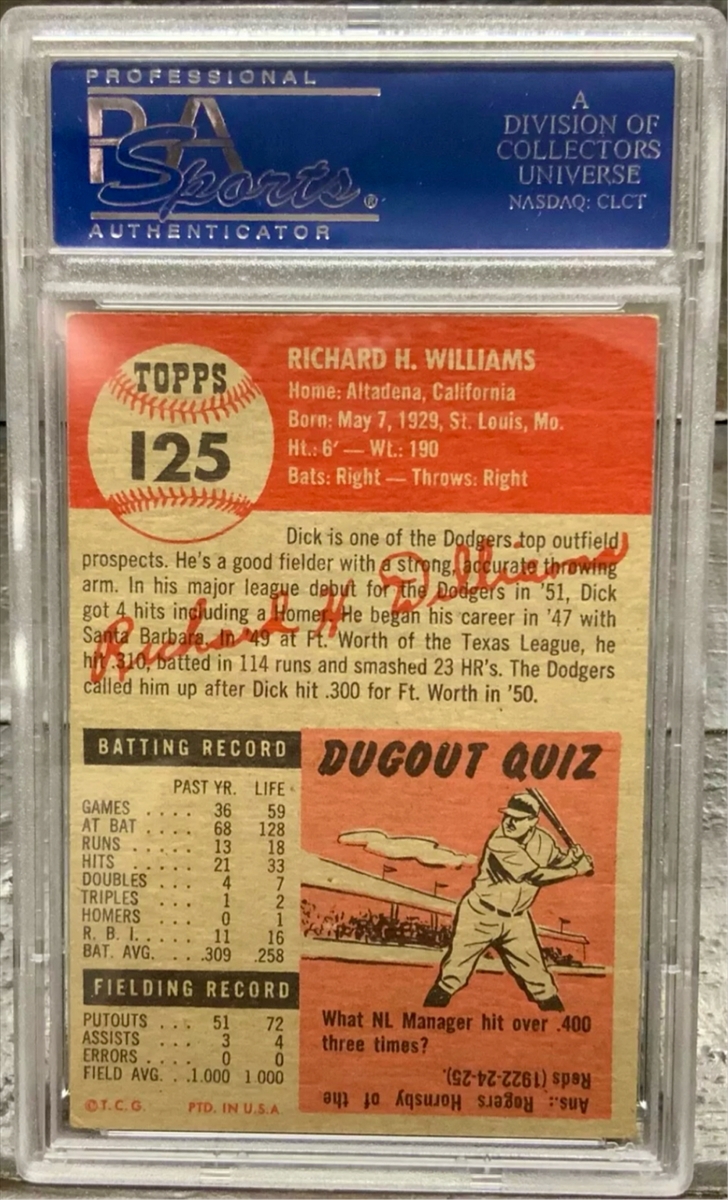 PROFESSIONAL
PSA
Sports®
AUTHENTICATOR
A
DIVISION OF
COLLECTORS
UNIVERSE
NASDAQ: CLCT
TOPPS
125
RICHARD H. WILLIAMS
Home: Altadena, California
Born: May 7, 1929, St. Louis, Mo.
Ht.: 6' — Wt.: 190
Bats: Right — Throws: Right
Dick is one of the Dodgers top outfield
prospects. He's a good fielder with a strong, accurate throwing
arm. In his major league debut for the Dodgers in '51, Dick
got 4 hits including a Homer. He began his career in '47 with
Santa Barbara. In '49 at Ft. Worth of the Texas League, he
hit .310, batted in 114 runs and smashed 23 HR's. The Dodgers
called him up after Dick hit .300 for Ft. Worth in '50.
Richard H Williams
BATTING RECORD
PAST YR. LIFE
GAMES .... 36 59
AT BAT .... 68 128
RUNS ..... 13 18
HITS ..... 21 33
DOUBLES ... 4 7
TRIPLES ... 1 2
HOMERS ... 0 1
R. B. I. .... 11 16
BAT. AVG. ... .309 .258
FIELDING RECORD
PUTOUTS ... 51 72
ASSISTS ... 3 4
ERRORS .... 0 0
FIELD AVG. . .1.000 1 000
©T.C.G. PTD. IN U.S.A
DUGOUT QUIZ
What NL Manager hit over .400
three times?
Ans.: Rogers Hornsby of the
Reds (1922-24-25).